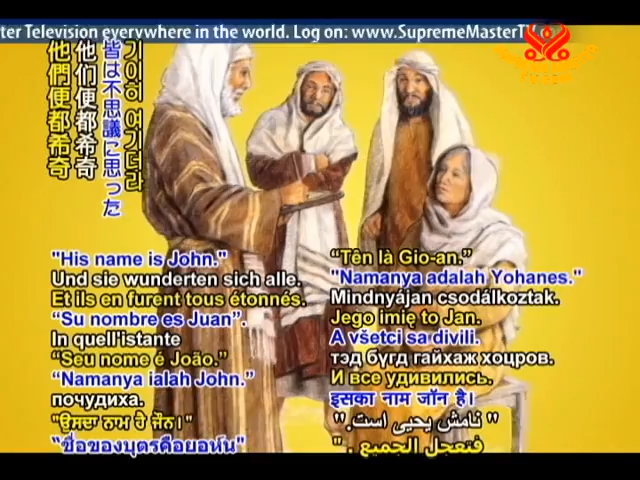 ter Television everywhere in the world. Log on: www.SupremeMasterTV.c
기이히 여기더라
皆は不思議に思った
他们便都希奇
他們便都希奇
"His name is John."
Und sie wunderten sich alle.
Et ils en furent tous étonnés.
“Su nombre es Juan”.
In quell'istante
“Seu nome é João.”
“Namanya ialah John.”
почудиха.
"ਉਸਦਾ ਨਾਮ ਹੈ ਜੌਨ।"
“ชื่อของบุตรคือยอห์น”
“Tên là Gio-an.”
"Namanya adalah Yohanes."
Mindnyájan csodálkoztak.
Jego imię to Jan.
A všetci sa divili.
тэд бүгд гайхаж хоцров.
И все удивились.
इसका नाम जॉन है।
" نامش یحیی است."
فتعجل الجميع . "